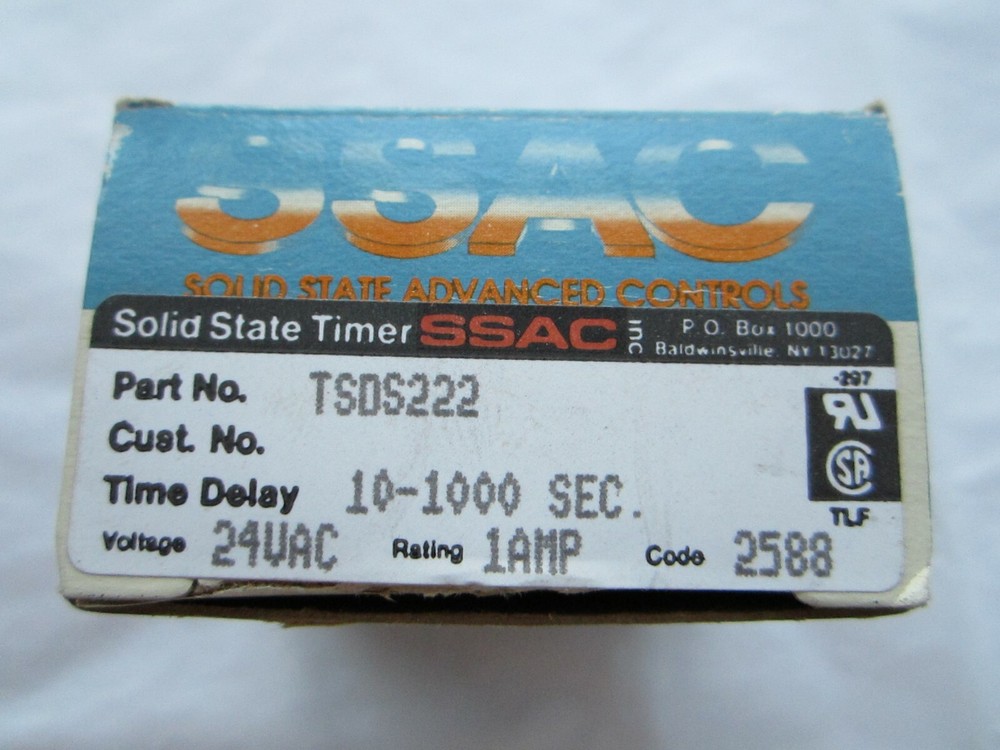 SSAC
SOLID STATE ADVANCED CONTROLS
Solid State Timer SSAC INC P.O. Box 1000
Baldwinsville, NY 13027
Part No. TSDS222
-297
Cust. No.
Time Delay 10-1000 SEC.
TLF
Voltage 24VAC Rating 1AMP Code 2588